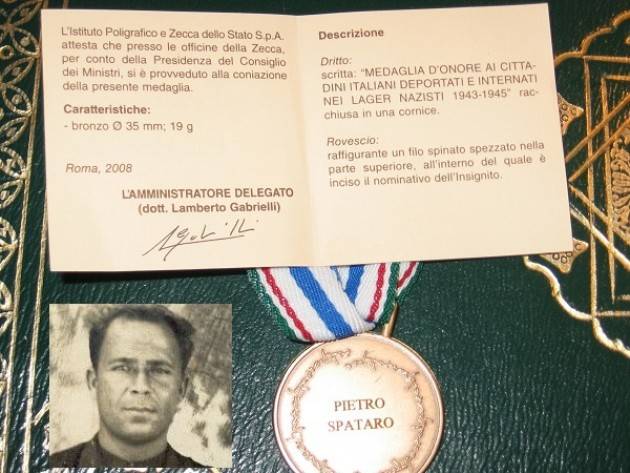 L'Istituto Poligrafico e Zecca dello Stato S.p.A.
attesta che presso le officine della Zecca,
per conto della Presidenza del Consiglio
dei Ministri, si è provveduto alla coniazione
della presente medaglia.
Caratteristiche:
- bronzo Ø 35 mm; 19 g
Roma, 2008
L'AMMINISTRATORE DELEGATO
(dott. Lamberto Gabrielli)
Descrizione
Dritto:
scritta: "MEDAGLIA D'ONORE AI CITTA-
DINI ITALIANI DEPORTATI E INTERNATI
NEI LAGER NAZISTI 1943-1945" rac-
chiusa in una cornice.
Rovescio:
raffigurante un filo spinato spezzato nella
parte superiore, all'interno del quale è
inciso il nominativo dell'Insignito.
PIETRO
SPATARO